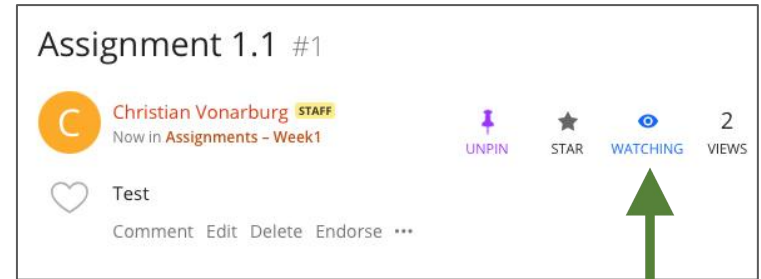 Assignment 1.1 #1
C
Christian Vonarburg STAFF
Now in Assignments – Week1
UNPIN
STAR
WATCHING
2
VIEWS
Test
Comment Edit Delete Endorse •••